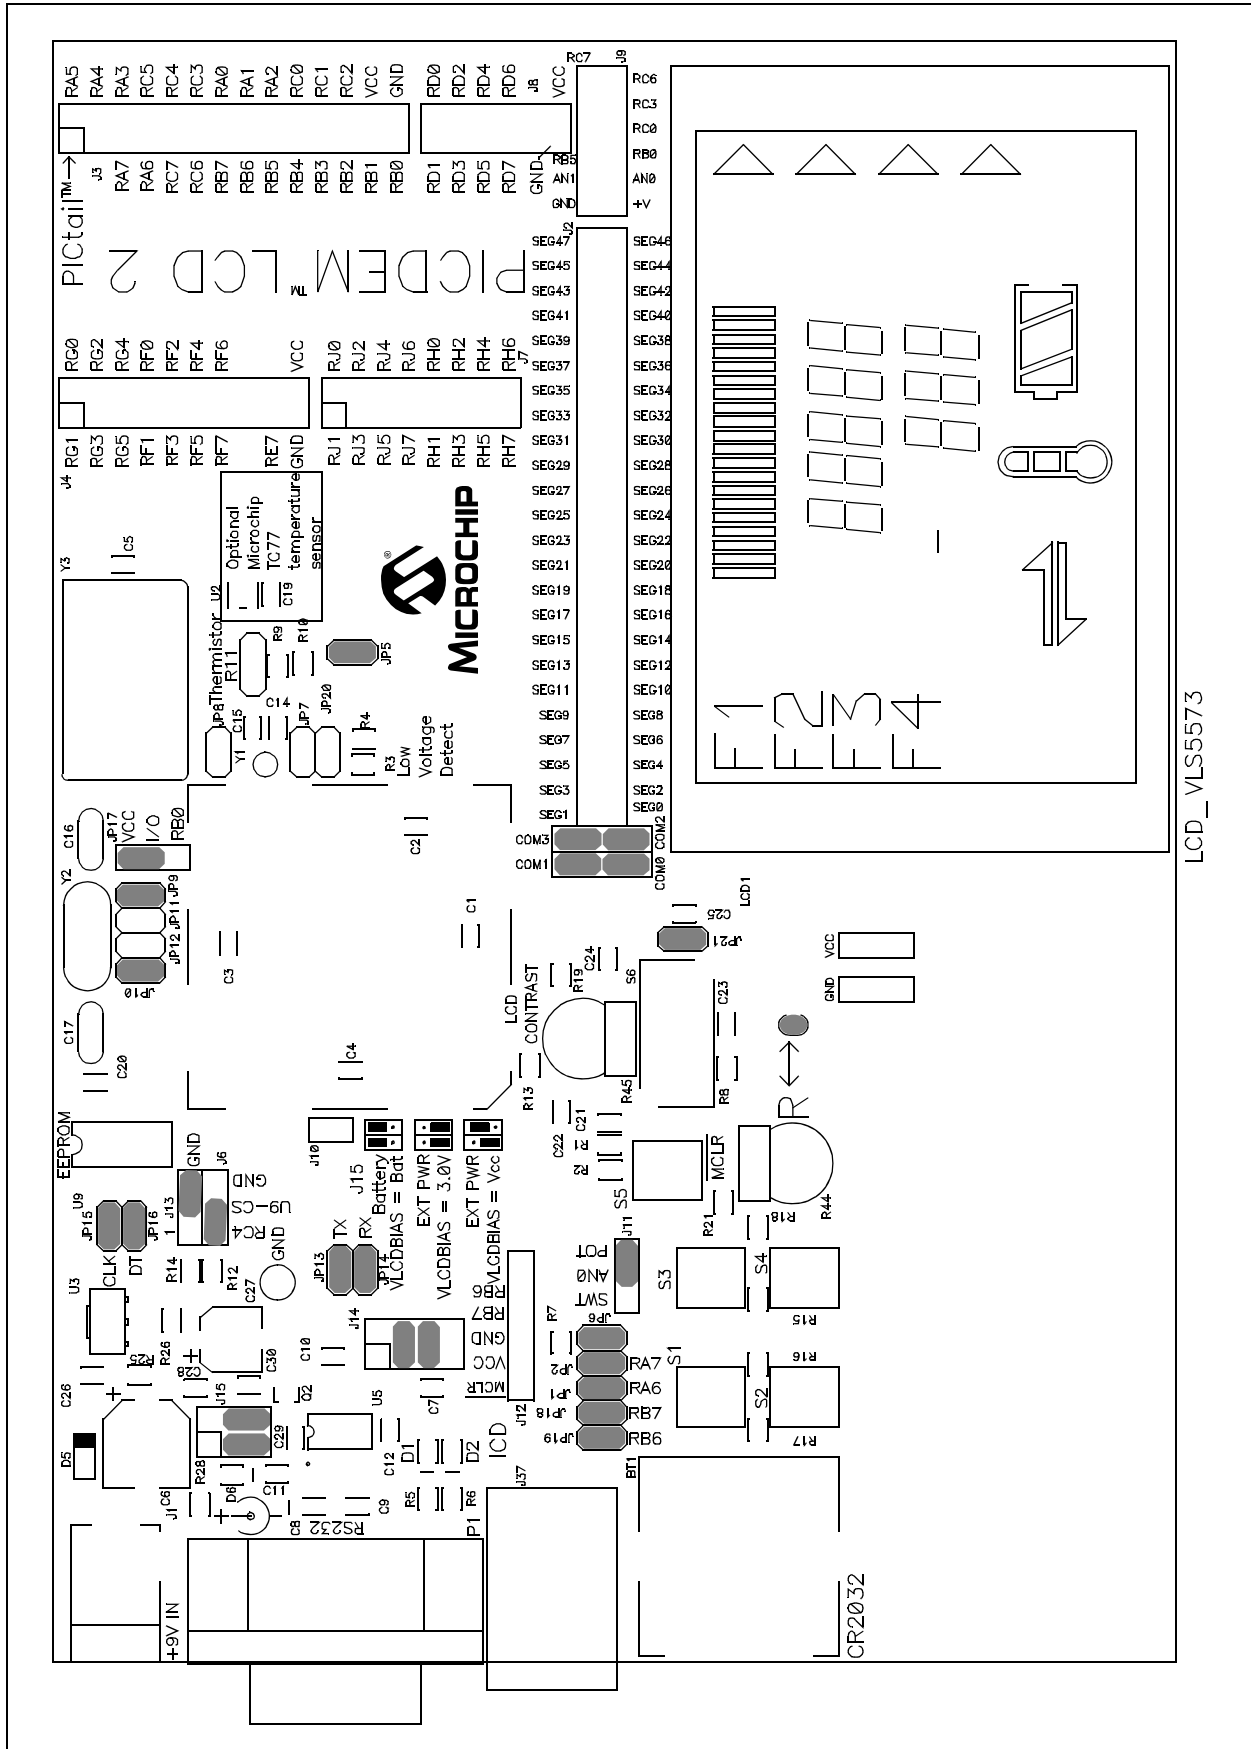 RA5
RA4
RA3
RC5
RC4
RC3
RA0
RA1
RA2
RC0
RC1
RC2
VCC
GND
RD0
RD2
RD4
RD6
J8
VCC
RC7
J9
PICtail™
J3
RA7
RA6
RC7
RC6
RB7
RB6
RB5
RB4
RB3
RB2
RB1
RB0
RD1
RD3
RD5
RD7
GND
RB5
AN1
GND
RC6
RC3
RC0
RB0
AN0
+V
PICDEM™ LCD 2
RG0
RG2
RG4
RF0
RF2
RF4
RF6
VCC
RJ0
RJ2
RJ4
RJ6
RH0
RH2
RH4
RH6
J7
J4
RG1
RG3
RG5
RF1
RF3
RF5
RF7
RE7
GND
RJ1
RJ3
RJ5
RJ7
RH1
RH3
RH5
RH7
J2
SEG47
SEG45
SEG43
SEG41
SEG39
SEG37
SEG35
SEG33
SEG31
SEG29
SEG27
SEG25
SEG23
SEG21
SEG19
SEG17
SEG15
SEG13
SEG11
SEG9
SEG7
SEG5
SEG3
SEG1
COM3
COM1
SEG46
SEG44
SEG42
SEG40
SEG38
SEG36
SEG34
SEG32
SEG30
SEG28
SEG26
SEG24
SEG22
SEG20
SEG18
SEG16
SEG14
SEG12
SEG10
SEG8
SEG6
SEG4
SEG2
SEG0
COM2
COM0
F1
F2
F3
F4
LCD_VLS5573
Y3
C5
U2
Optional
Microchip
TC77
temperature
sensor
C19
®
MICROCHIP
Thermistor
R11
R9
R10
JP5
JP8
C15
C14
JP7
JP20
Y1
R4
R3
Low
Voltage
Detect
C16
JP17
VCC
I/O
RB0
Y2
JP9
JP11
JP12
JP10
C17
C20
C3
C2
C1
C4
LCD
CONTRAST
R19
C24
S6
C25
LCD1
JP21
C23
VCC
GND
R13
R45
R8
R
C22
C21
R1
R2
S5
MCLR
R21
R18
R44
EEPROM
U9
JP15
JP16
CLK
DT
GND
J6
J13
1
GND
U9-CS
RC4
J10
J15
Battery
VLCDBIAS = Bat
EXT PWR
VLCDBIAS = 3.0V
EXT PWR
VLCDBIAS = Vcc
TX
RX
JP13
JP14
U3
R14
R12
C27
GND
R26
R25
C26
C28
C30
J15
Q2
C10
J14
RB6
RB7
GND
VCC
MCLR
J12
ICD
C7
U5
C12
C29
D5
R28
D6
C11
C6
J1
C8
C9
RS232
D1
D2
R5
R6
P1
J37
J11
POT
AN0
SWT
JP6
R7
JP2
JP1
JP18
JP19
RA7
RA6
RB7
RB6
S3
S4
S1
S2
R15
R16
R17
BT1
CR2032
+9V IN